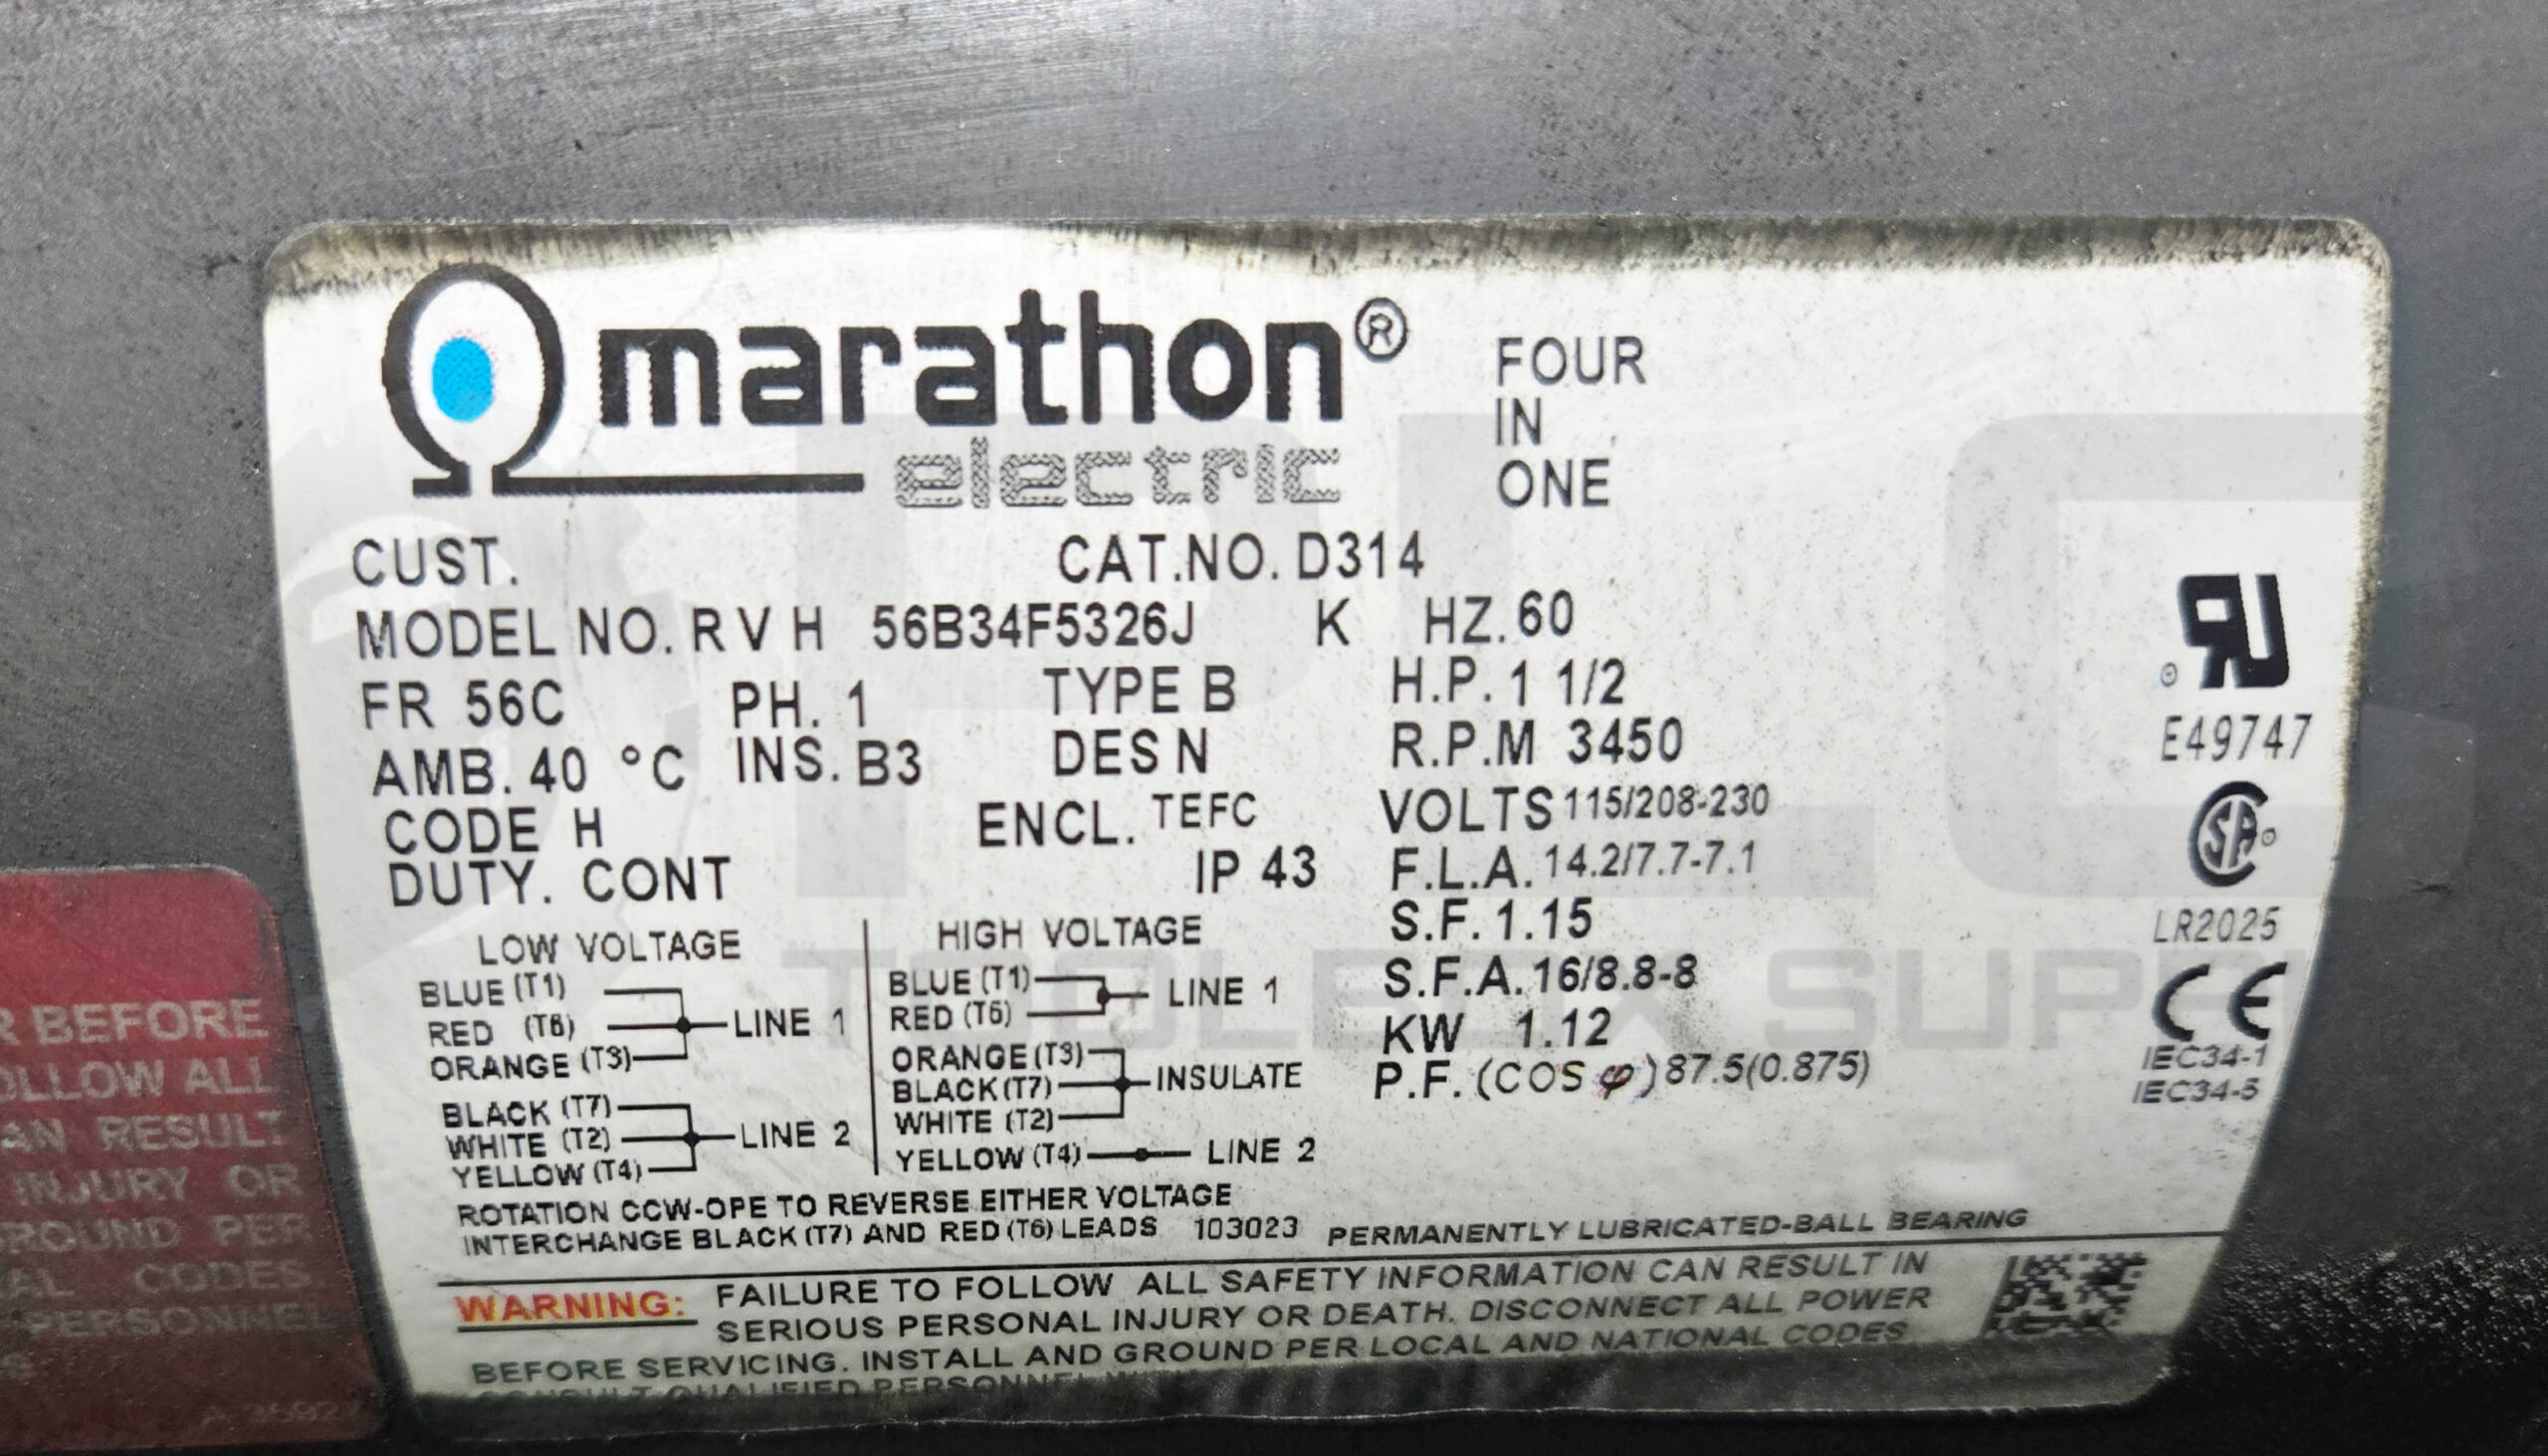 marathon®
electric
FOUR
IN
ONE
CUST. CAT.NO. D314
MODEL NO. R V H 56B34F5326J K HZ. 60
FR 56C PH. 1 TYPE B H.P. 1 1/2
AMB. 40 °C INS. B3 DES N R.P.M 3450
CODE H ENCL. TEFC VOLTS 115/208-230
DUTY. CONT IP 43 F.L.A. 14.2/7.7-7.1
S.F. 1.15
S.F.A. 16/8.8-8
KW 1.12
P.F. (COS φ) 87.5(0.875)
E49747
SA
LR2025
CE
IEC34-1
IEC34-5
LOW VOLTAGE
BLUE (T1)
RED (T6)
ORANGE (T3)
LINE 1
BLACK (T7)
WHITE (T2)
YELLOW (T4)
LINE 2
HIGH VOLTAGE
BLUE (T1)
RED (T6)
LINE 1
ORANGE (T3)
BLACK (T7)
WHITE (T2)
INSULATE
YELLOW (T4) LINE 2
ROTATION CCW-OPE TO REVERSE EITHER VOLTAGE
INTERCHANGE BLACK (T7) AND RED (T6) LEADS 103023 PERMANENTLY LUBRICATED-BALL BEARING
WARNING: FAILURE TO FOLLOW ALL SAFETY INFORMATION CAN RESULT IN
SERIOUS PERSONAL INJURY OR DEATH. DISCONNECT ALL POWER
BEFORE SERVICING. INSTALL AND GROUND PER LOCAL AND NATIONAL CODES
CONSULT QUALIFIED PERSONNEL
BEFORE
FOLLOW ALL
RESULT
INJURY OR
GROUND PER
CODES
PERSONNEL